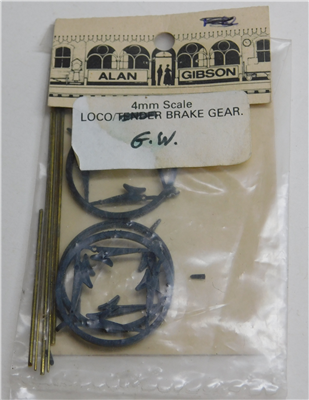 ALAN GIBSON
4mm Scale
LOCO/TENDER BRAKE GEAR.
G.W.